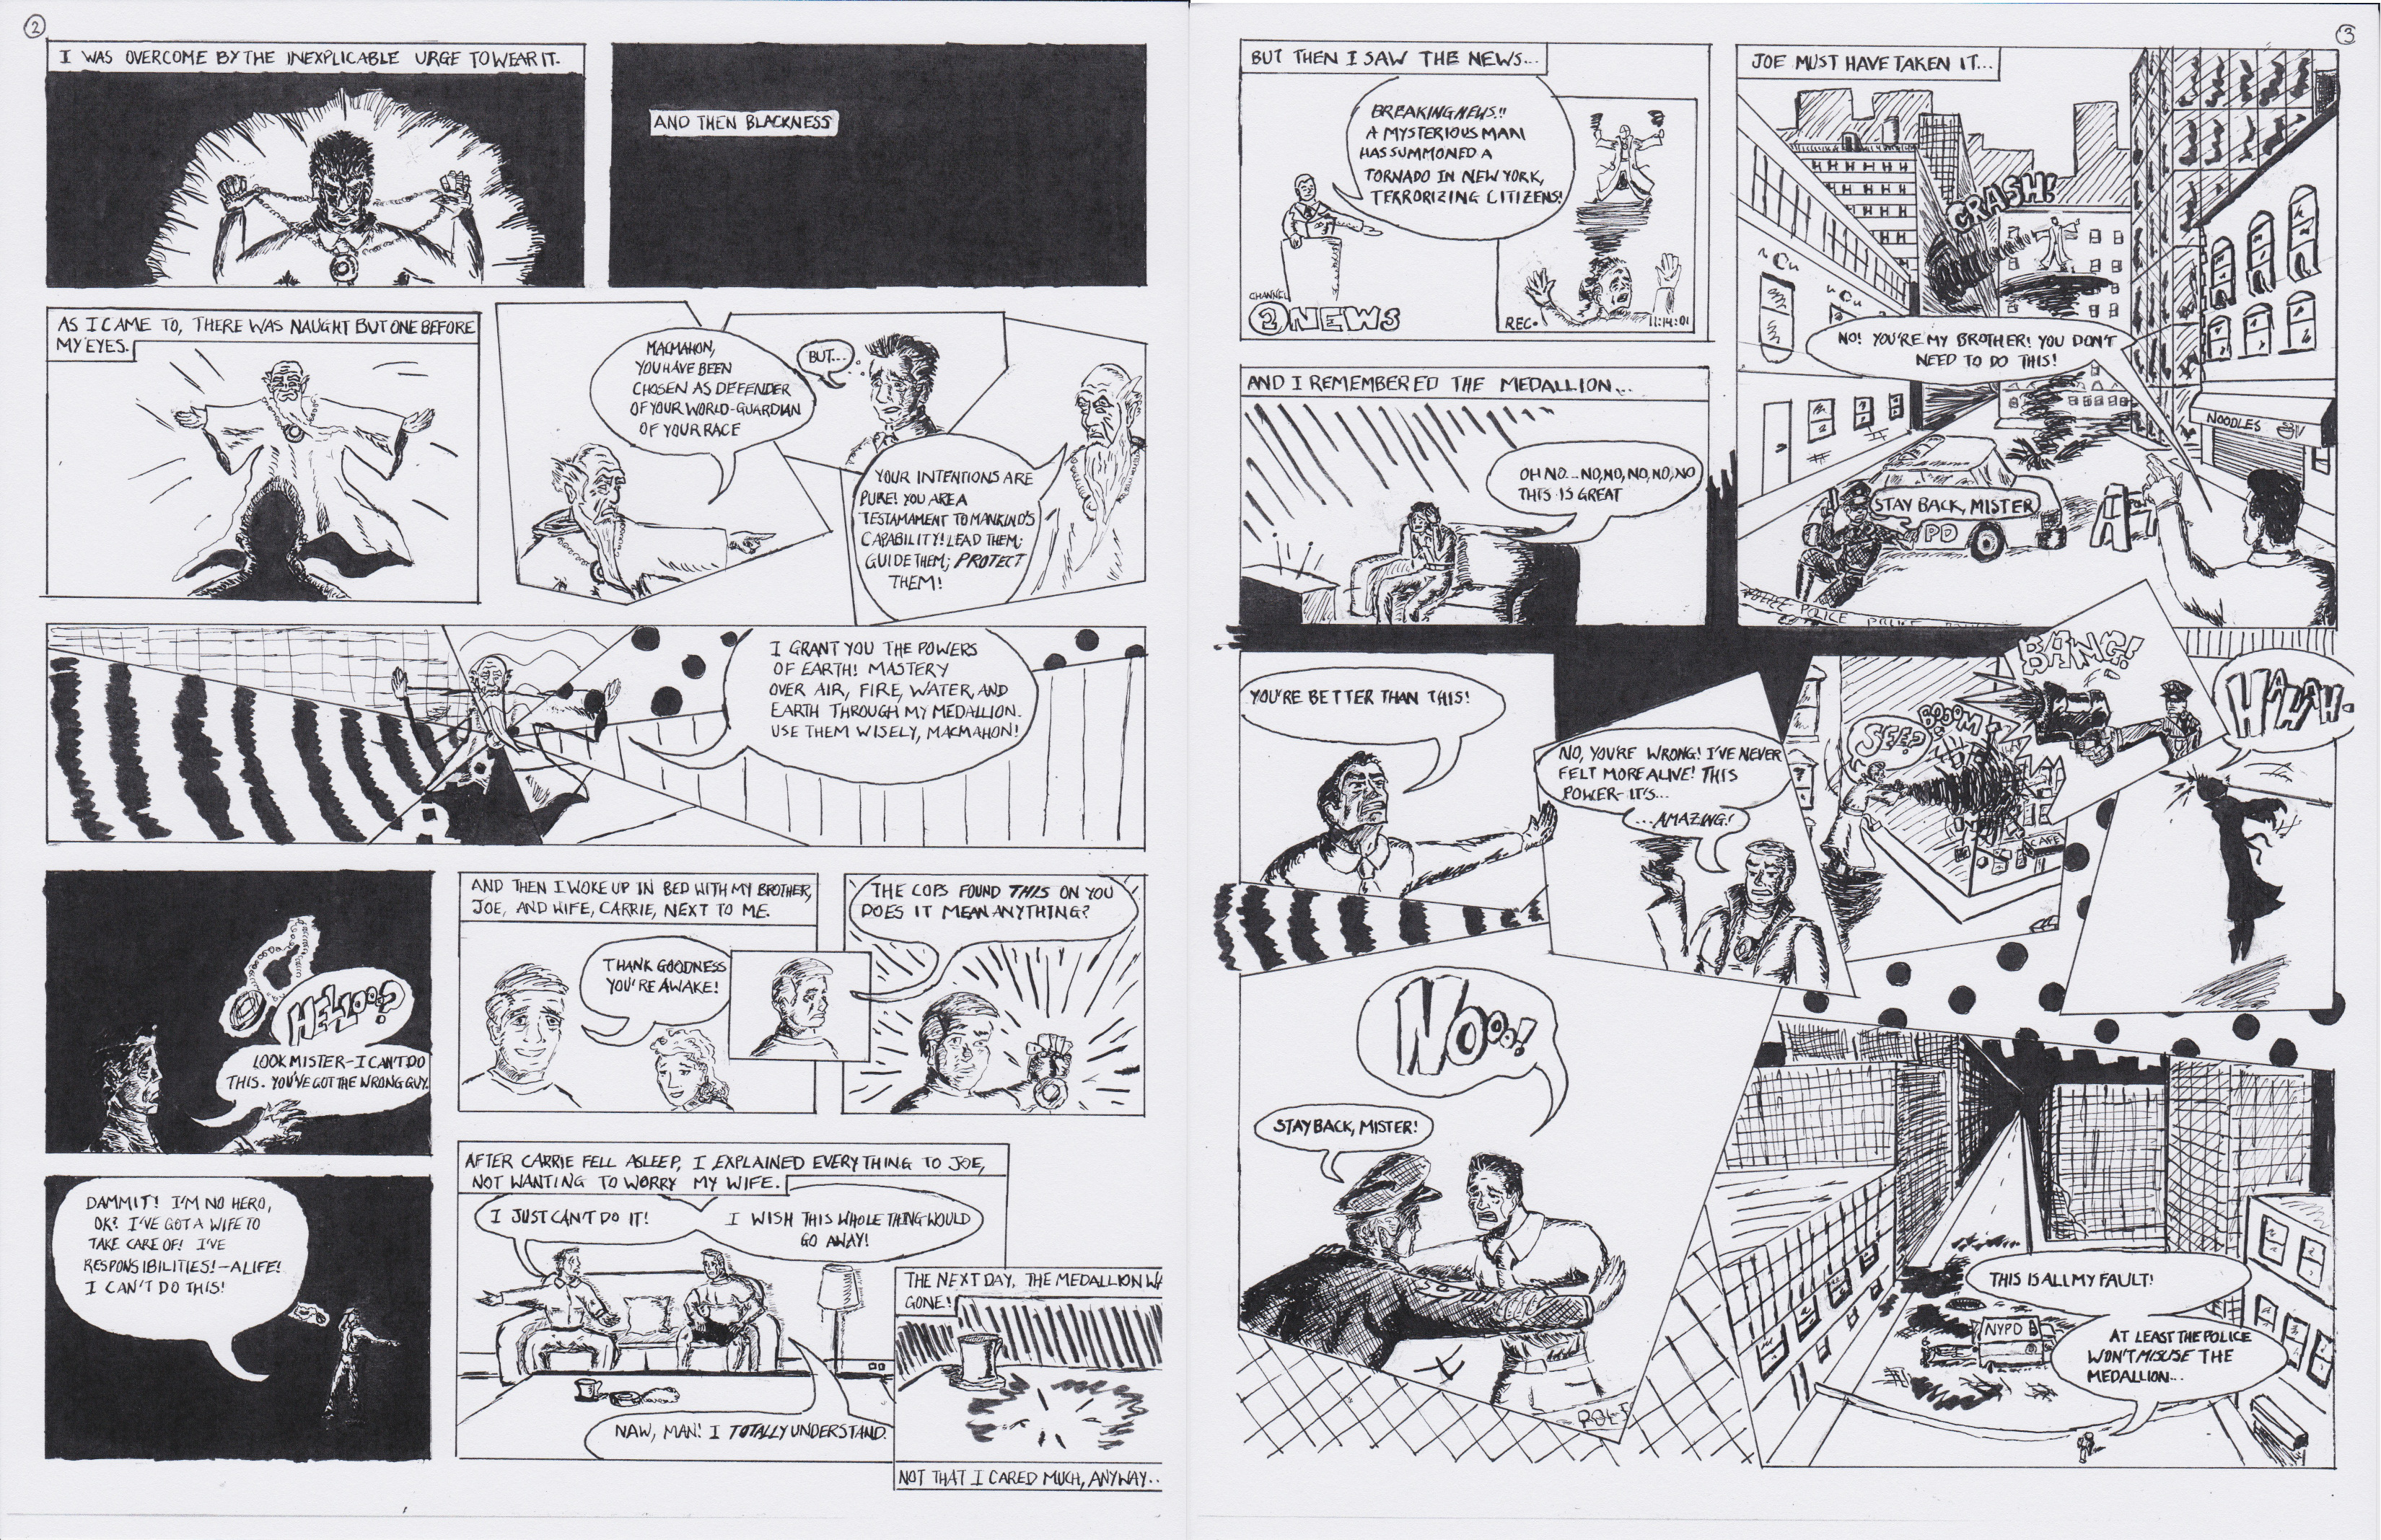 2
I WAS OVERCOME BY THE INEXPLICABLE URGE TO WEAR IT.
AND THEN BLACKNESS
AS I CAME TO, THERE WAS NAUGHT BUT ONE BEFORE
MY EYES.
MACMAHON,
YOU HAVE BEEN
CHOSEN AS DEFENDER
OF YOUR WORLD-GUARDIAN
OF YOUR RACE
BUT...
YOUR INTENTIONS ARE
PURE! YOU ARE A
TESTAMAMENT TO MANKIND'S
CAPABILITY! LEAD THEM;
GUIDE THEM; PROTECT
THEM!
I GRANT YOU THE POWERS
OF EARTH! MASTERY
OVER AIR, FIRE, WATER, AND
EARTH THROUGH MY MEDALLION.
USE THEM WISELY, MACMAHON!
HELLOOO?
LOOK MISTER-I CAN'T DO
THIS. YOU'VE GOT THE WRONG GUY.
DAMMIT! I'M NO HERO,
OK? I'VE GOT A WIFE TO
TAKE CARE OF! I'VE
RESPONSIBILITIES!-A LIFE!
I CAN'T DO THIS!
AND THEN I WOKE UP IN BED WITH MY BROTHER,
JOE, AND WIFE, CARRIE, NEXT TO ME.
THANK GOODNESS
YOU'RE AWAKE!
THE COPS FOUND THIS ON YOU
DOES IT MEAN ANYTHING?
AFTER CARRIE FELL ASLEEP, I EXPLAINED EVERYTHING TO JOE,
NOT WANTING TO WORRY MY WIFE.
I JUST CAN'T DO IT!
I WISH THIS WHOLE THING WOULD
GO AWAY!
NAW, MAN! I TOTALLY UNDERSTAND.
THE NEXT DAY, THE MEDALLION WA
GONE!
NOT THAT I CARED MUCH, ANYWAY..
3
BUT THEN I SAW THE NEWS...
BREAKING NEWS!!
A MYSTERIOUS MAN
HAS SUMMONED A
TORNADO IN NEW YORK,
TERRORIZING CITIZENS!
CHANNEL
2 NEWS
REC.
11:14:01
AND I REMEMBERED THE MEDALLION...
OH NO...NO,NO,NO,NO,NO
THIS IS GREAT
JOE MUST HAVE TAKEN IT...
CRASH!
NO! YOU'RE MY BROTHER! YOU DON'T
NEED TO DO THIS!
NOODLES
STAY BACK, MISTER
PD
POLICE POLICE POLICE
YOU'RE BETTER THAN THIS!
NO, YOU'RE WRONG! I'VE NEVER
FELT MORE ALIVE! THIS
POWER-IT'S...
...AMAZING!
SEE?
BOOOM
CAFE
BANG!
HAHAH-
NOOO!
STAY BACK, MISTER!
POLI
THIS IS ALL MY FAULT!
NYPD
AT LEAST THE POLICE
WON'T MISUSE THE
MEDALLION...